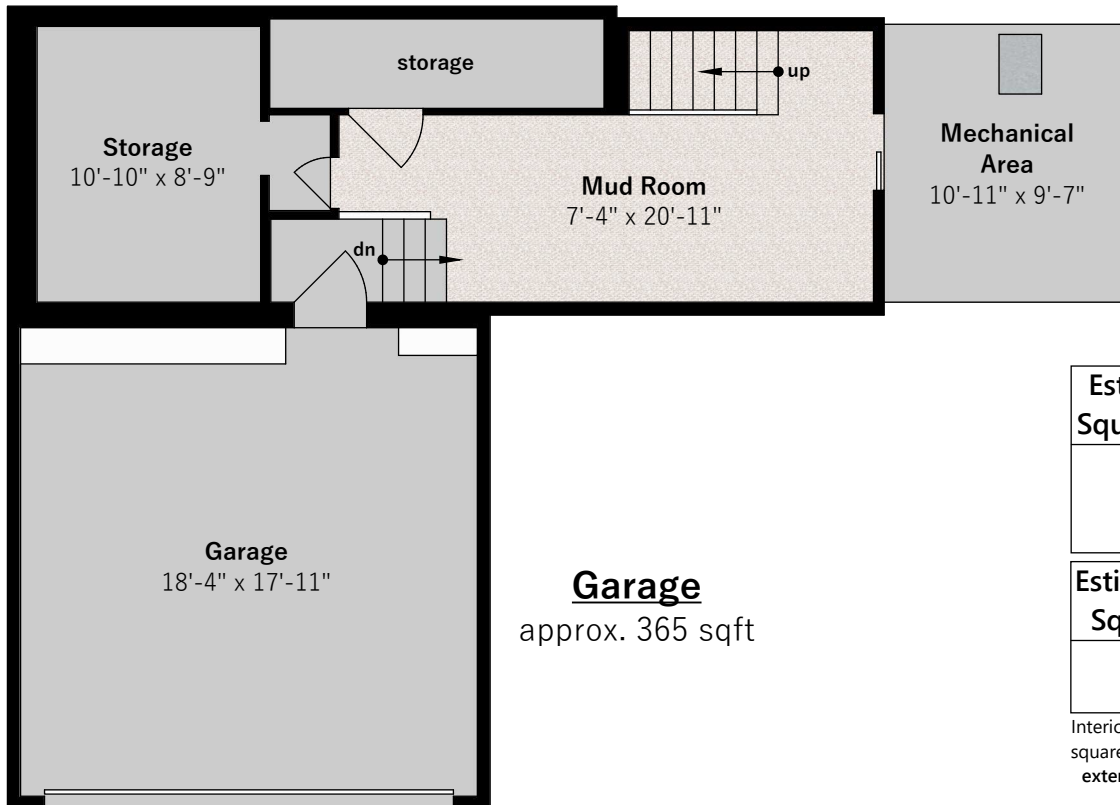 storage
up
Storage
10'-10" x 8'-9"
Mechanical
Area
10'-11" x 9'-7"
Mud Room
7'-4" x 20'-11"
dn
Garage
18'-4" x 17'-11"
Garage
approx. 365 sqft